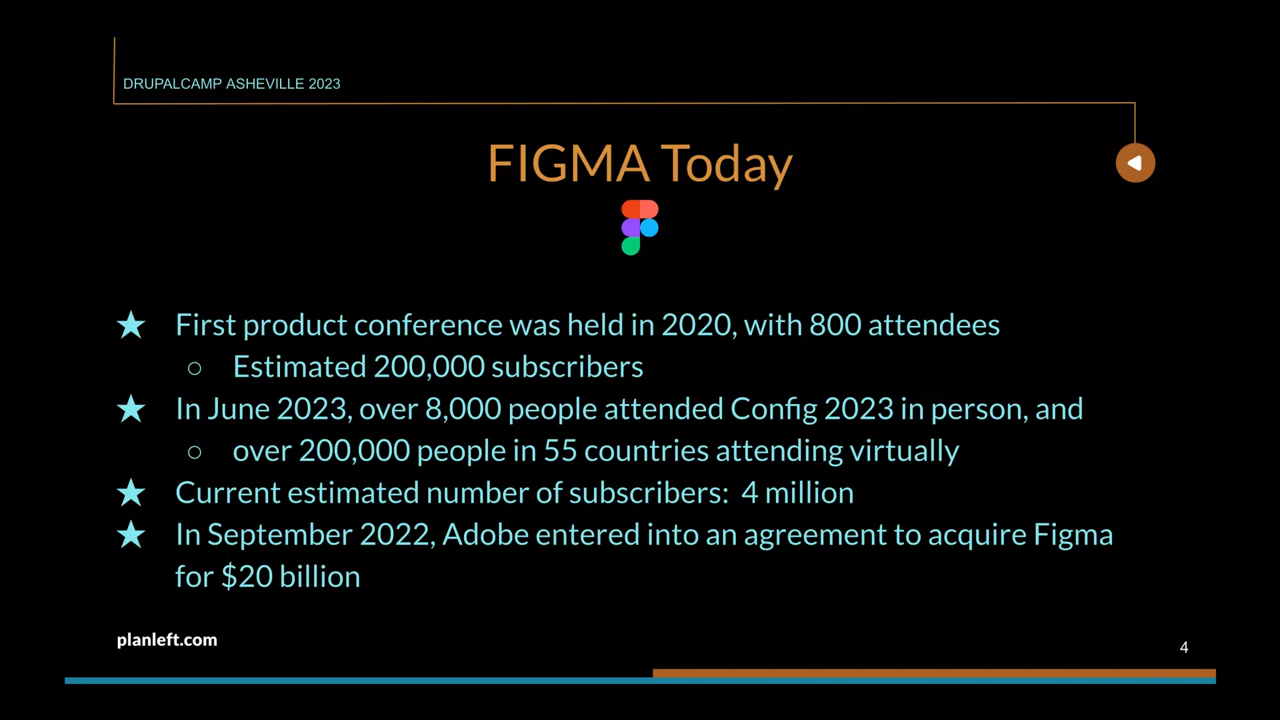 DRUPALCAMP ASHEVILLE 2023
FIGMA Today
★ First product conference was held in 2020, with 800 attendees
○ Estimated 200,000 subscribers
★ In June 2023, over 8,000 people attended Config 2023 in person, and
○ over 200,000 people in 55 countries attending virtually
★ Current estimated number of subscribers:  4 million
★ In September 2022, Adobe entered into an agreement to acquire Figma
for $20 billion
planleft.com
4